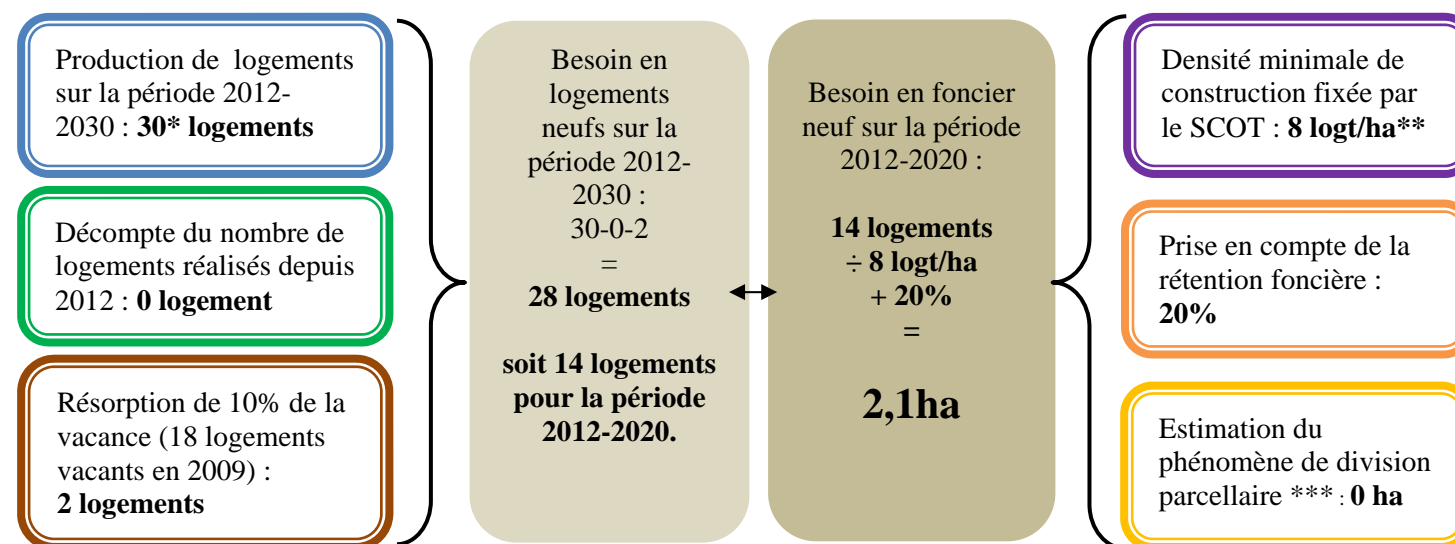 Production de logements
sur la période 2012-
2030 : 30* logements
Décompte du nombre de
logements réalisés depuis
2012 : 0 logement
Résorption de 10% de la
vacance (18 logements
vacants en 2009) :
2 logements
Besoin en
logements
neufs sur la
période 2012-
2030 :
30-0-2
=
28 logements
soit 14 logements
pour la période
2012-2020.
Besoin en foncier
neuf sur la période
2012-2020 :
14 logements
÷ 8 logt/ha
+ 20%
=
2,1ha
Densité minimale de
construction fixée par
le SCOT : 8 logt/ha**
Prise en compte de la
rétention foncière :
20%
Estimation du
phénomène de division
parcellaire *** : 0 ha